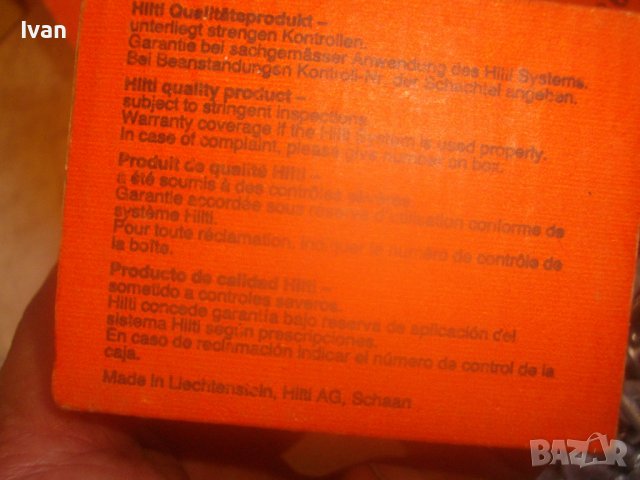 Ivan
Hilti Qualitätsprodukt –
unterliegt strengen Kontrollen.
Garantie bei sachgemässer Anwendung des Hilti Systems.
Bei Beanstandungen Kontroll-Nr. der Schachtel angeben.
Hilti quality product –
subject to stringent inspections
Warranty coverage if the Hilti System is used properly.
In case of complaint, please give number on box.
Produit de qualité Hilti –
a été soumis à des contrôles sévères.
Garantie accordée sous réserve d'utilisation conforme de
système Hilti.
Pour toute réclamation, indiquer le numéro de contrôle de
la boîte.
Producto de calidad Hilti –
sometido a controles severos.
Hilti concede garantía bajo reserva de aplicación del
sistema Hilti según prescripciones.
En caso de reclamación indicar el número de control de la
caja.
Made in Liechtenstein, Hilti AG, Schaan
BAZAR